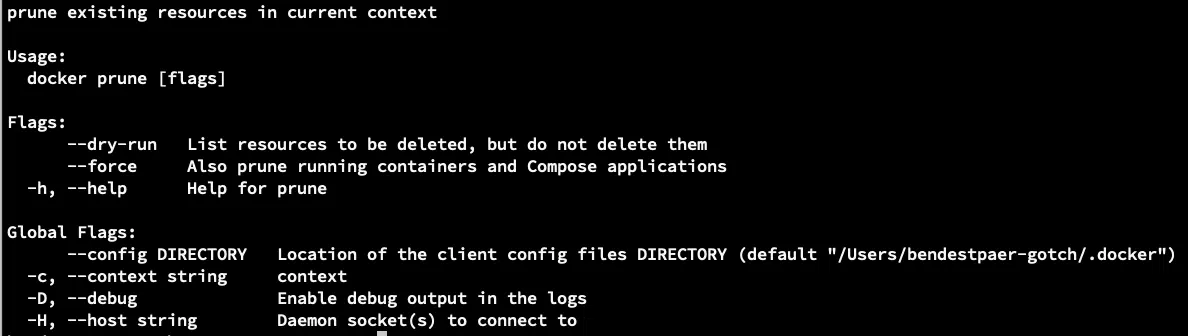 prune existing resources in current context
Usage:
docker prune [flags]
Flags:
--dry-run List resources to be deleted, but do not delete them
--force Also prune running containers and Compose applications
-h, --help Help for prune
Global Flags:
--config DIRECTORY Location of the client config files DIRECTORY (default "/Users/bendestpaer-gotch/.docker")
-c, --context string context
-D, --debug Enable debug output in the logs
-H, --host string Daemon socket(s) to connect to